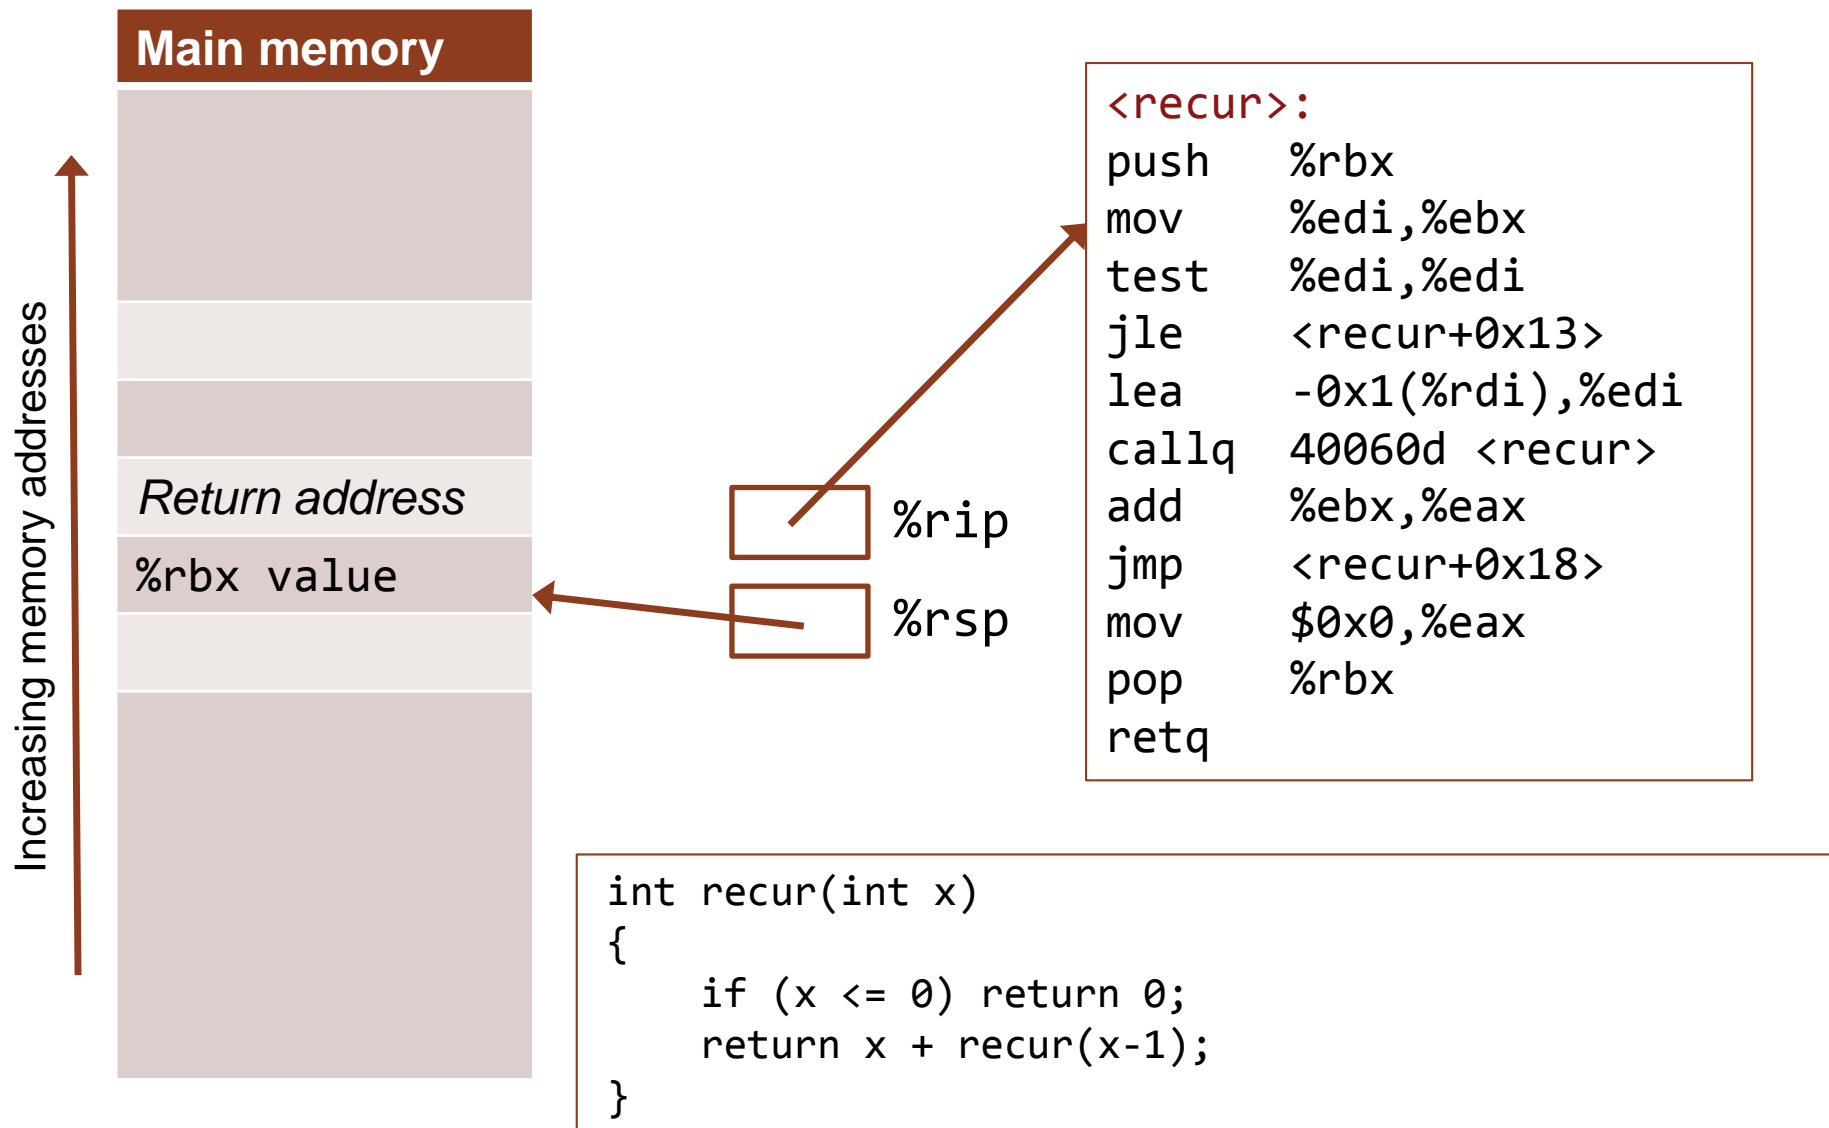 Main memory
Increasing memory addresses
Return address
%rbx value
%rip
%rsp
<recur>:
push %rbx
mov %edi,%ebx
test %edi,%edi
jle <recur+0x13>
lea -0x1(%rdi),%edi
callq 40060d <recur>
add %ebx,%eax
jmp <recur+0x18>
mov $0x0,%eax
pop %rbx
retq
int recur(int x)
{
if (x <= 0) return 0;
return x + recur(x-1);
}